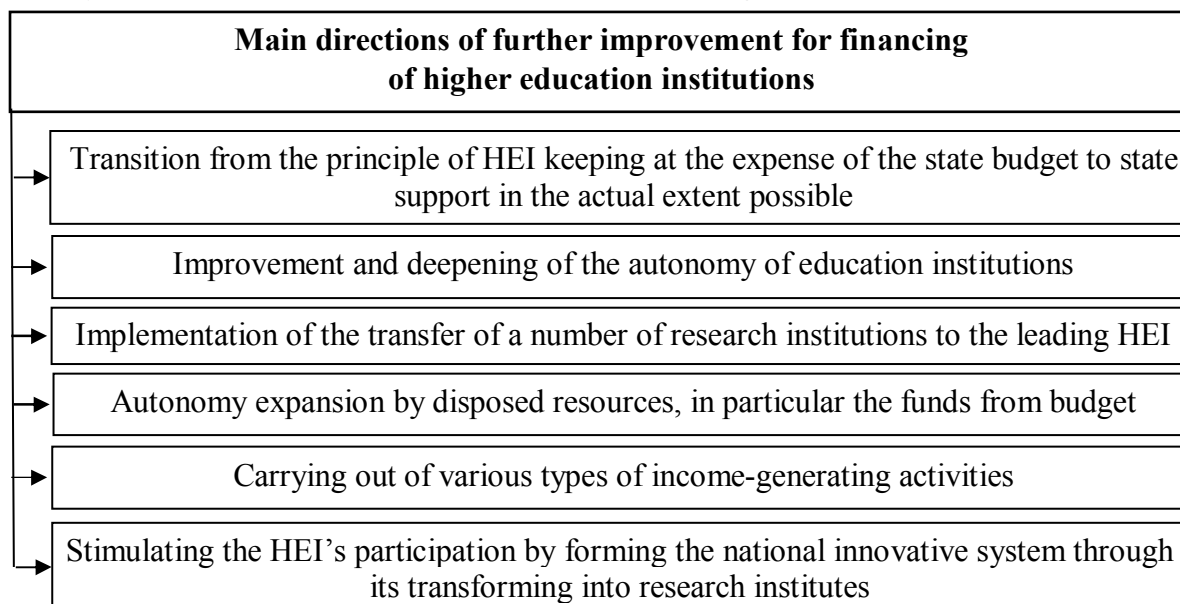 Main directions of further improvement for financing
of higher education institutions
Transition from the principle of HEI keeping at the expense of the state budget to state
support in the actual extent possible
Improvement and deepening of the autonomy of education institutions
Implementation of the transfer of a number of research institutions to the leading HEI
Autonomy expansion by disposed resources, in particular the funds from budget
Carrying out of various types of income-generating activities
Stimulating the HEI’s participation by forming the national innovative system through
its transforming into research institutes